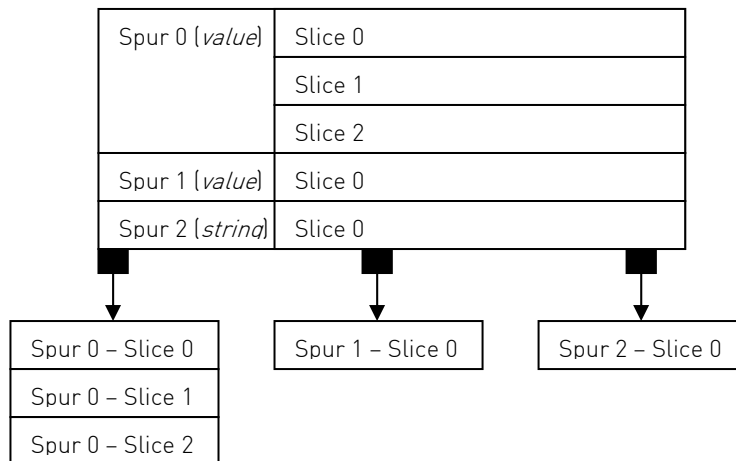 Spur 0 (value) Slice 0
Slice 1
Slice 2
Spur 1 (value) Slice 0
Spur 2 (string) Slice 0
Spur 0 – Slice 0 Spur 1 – Slice 0 Spur 2 – Slice 0
Spur 0 – Slice 1
Spur 0 – Slice 2